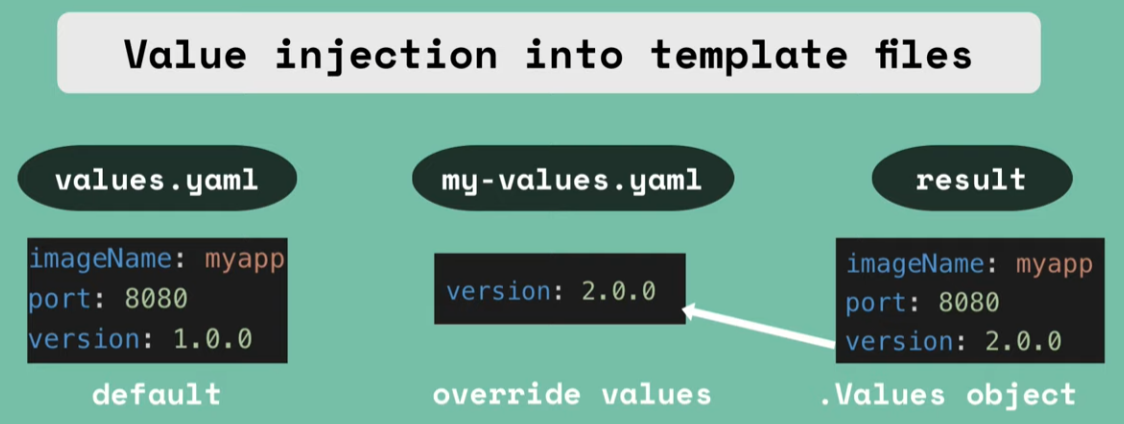 Value injection into template files
values.yaml
my-values.yaml
result
imageName: myapp
port: 8080
version: 1.0.0
version: 2.0.0
imageName: myapp
port: 8080
version: 2.0.0
default
override values
.Values object